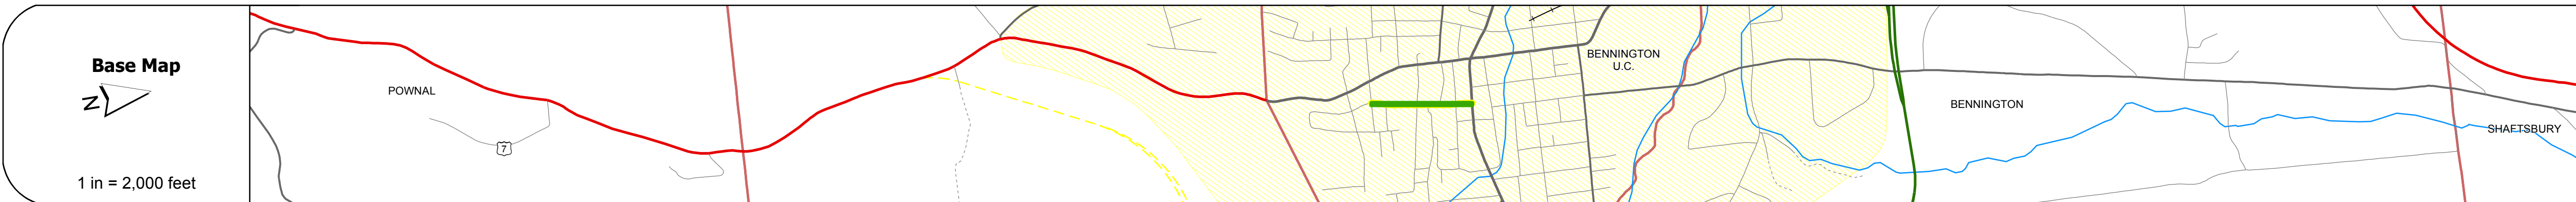 Base Map
N
1 in = 2,000 feet
POWNAL
7
BENNINGTON
U.C.
BENNINGTON
SHAFTSBURY